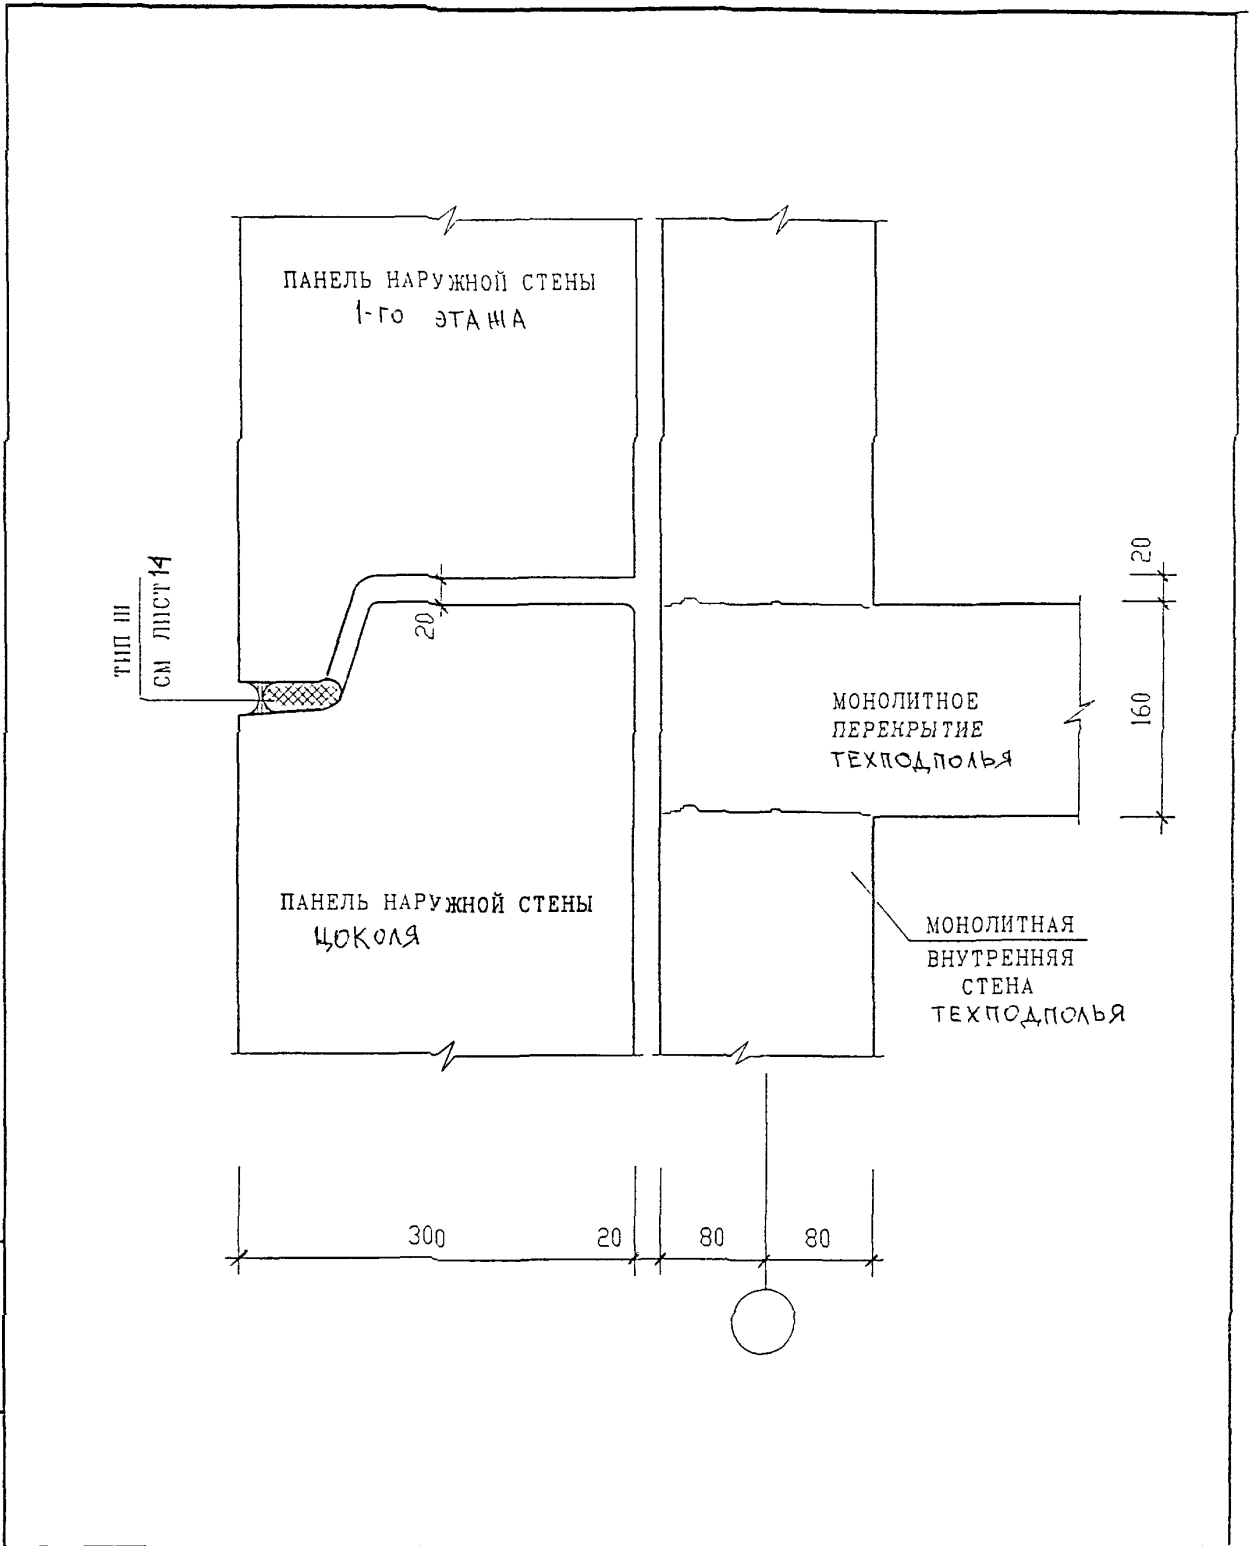 ПАНЕЛЬ НАРУЖНОЙ СТЕНЫ
1-ГО ЭТАЖА
20
ТИП III
СМ ЛИСТ 14
20
МОНОЛИТНОЕ
ПЕРЕКРЫТИЕ
ТЕХПОДПОЛЬЯ
160
ПАНЕЛЬ НАРУЖНОЙ СТЕНЫ
ЦОКОЛЯ
МОНОЛИТНАЯ
ВНУТРЕННЯЯ
СТЕНА
ТЕХПОДПОЛЬЯ
300 20 80 80